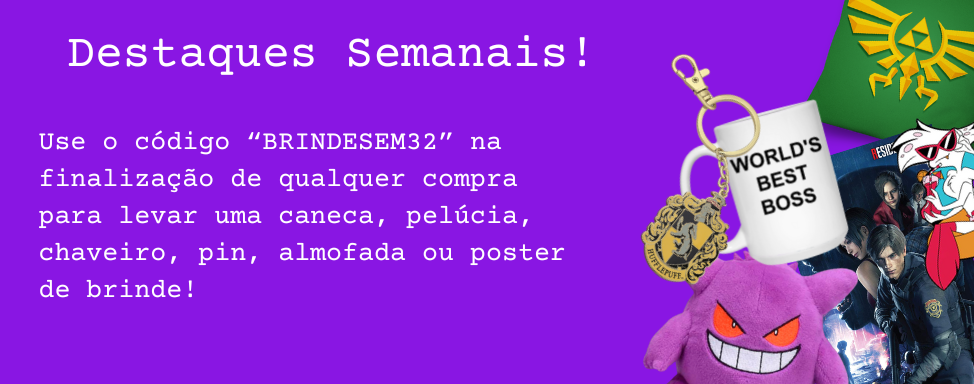 Destaques Semanais!
Use o código “BRINDESEM32” na
finalização de qualquer compra
para levar uma caneca, pelúcia,
chaveiro, pin, almofada ou poster
de brinde!
WORLD'S
BEST
BOSS
HUFFLEPUFF